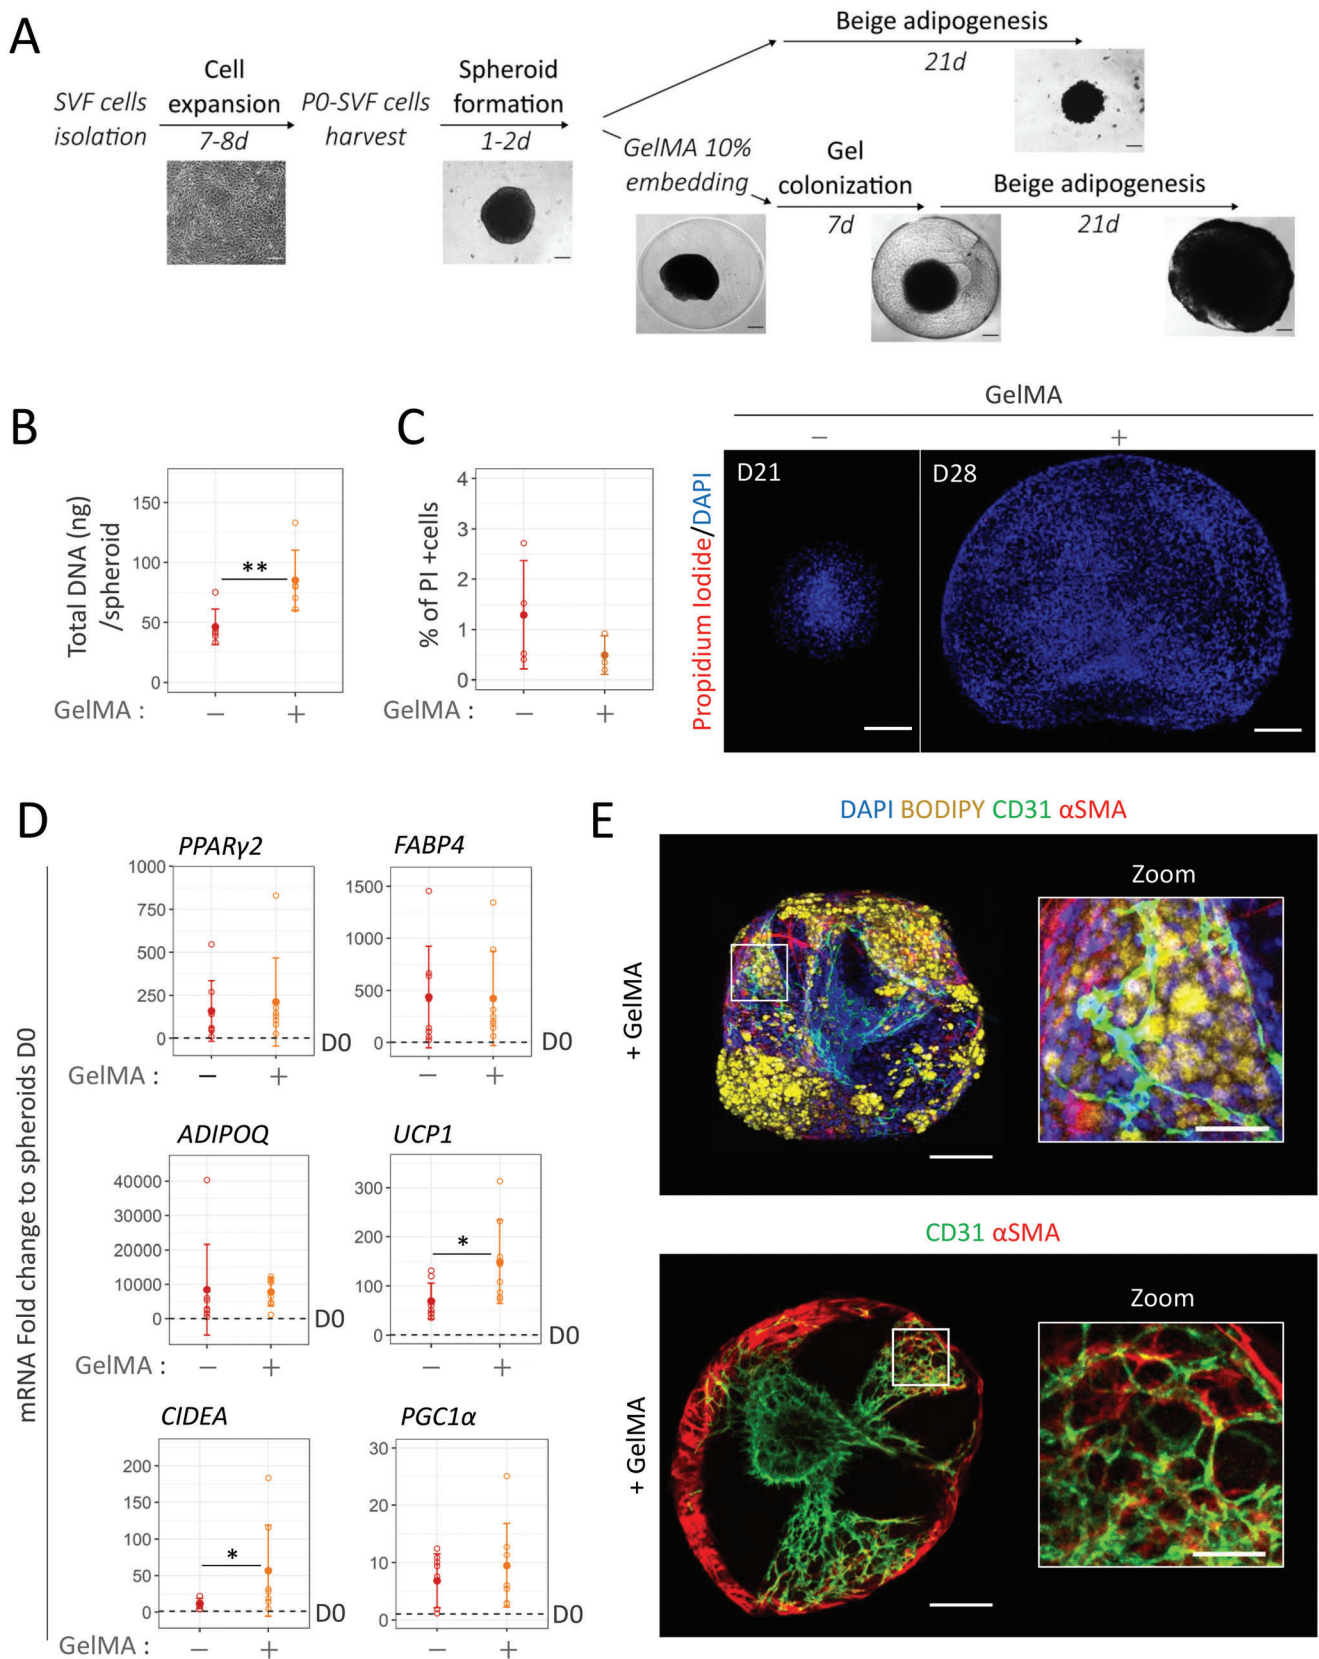 A
SVF cells
isolation
Cell
expansion
7-8d
P0-SVF cells
harvest
Spheroid
formation
1-2d
Beige adipogenesis
21d
GelMA 10%
embedding
Gel
colonization
7d
Beige adipogenesis
21d
B
Total DNA (ng)
/spheroid
150
100
50
0
**
GelMA : − +
C
% of PI +cells
4
3
2
1
0
GelMA : − +
GelMA
− +
Propidium Iodide/DAPI
D21
D28
D
mRNA Fold change to spheroids D0
PPARγ2
1000
750
500
250
0
D0
GelMA : − +
FABP4
1500
1000
500
0
D0
− +
ADIPOQ
40000
30000
20000
10000
0
D0
GelMA : − +
UCP1
300
200
100
0
*
D0
− +
CIDEA
200
150
100
50
0
*
D0
GelMA : − +
PGC1α
30
20
10
0
D0
− +
E
DAPI BODIPY CD31 αSMA
+ GelMA
Zoom
CD31 αSMA
+ GelMA
Zoom